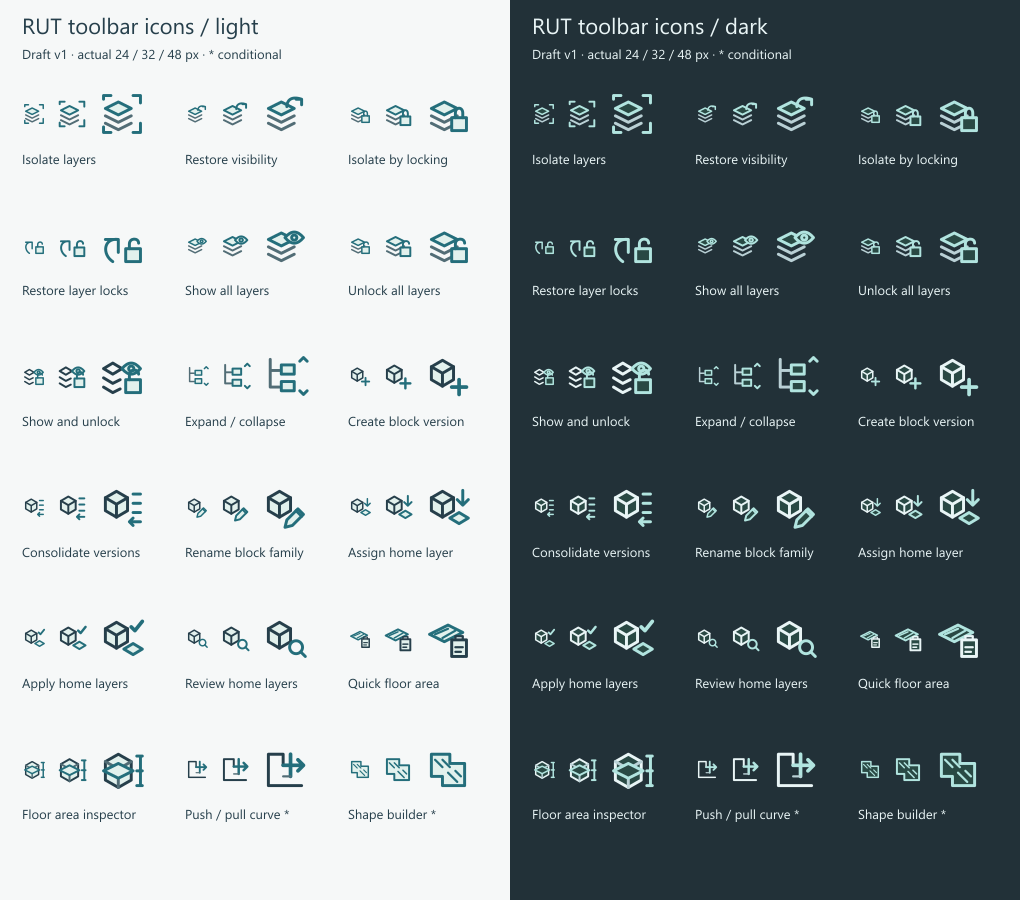 RUT toolbar icons / light
Draft v1 · actual 24 / 32 / 48 px · * conditional
Isolate layers
Restore visibility
Isolate by locking
Restore layer locks
Show all layers
Unlock all layers
Show and unlock
Expand / collapse
Create block version
Consolidate versions
Rename block family
Assign home layer
Apply home layers
Review home layers
Quick floor area
Floor area inspector
Push / pull curve *
Shape builder *
RUT toolbar icons / dark
Draft v1 · actual 24 / 32 / 48 px · * conditional
Isolate layers
Restore visibility
Isolate by locking
Restore layer locks
Show all layers
Unlock all layers
Show and unlock
Expand / collapse
Create block version
Consolidate versions
Rename block family
Assign home layer
Apply home layers
Review home layers
Quick floor area
Floor area inspector
Push / pull curve *
Shape builder *